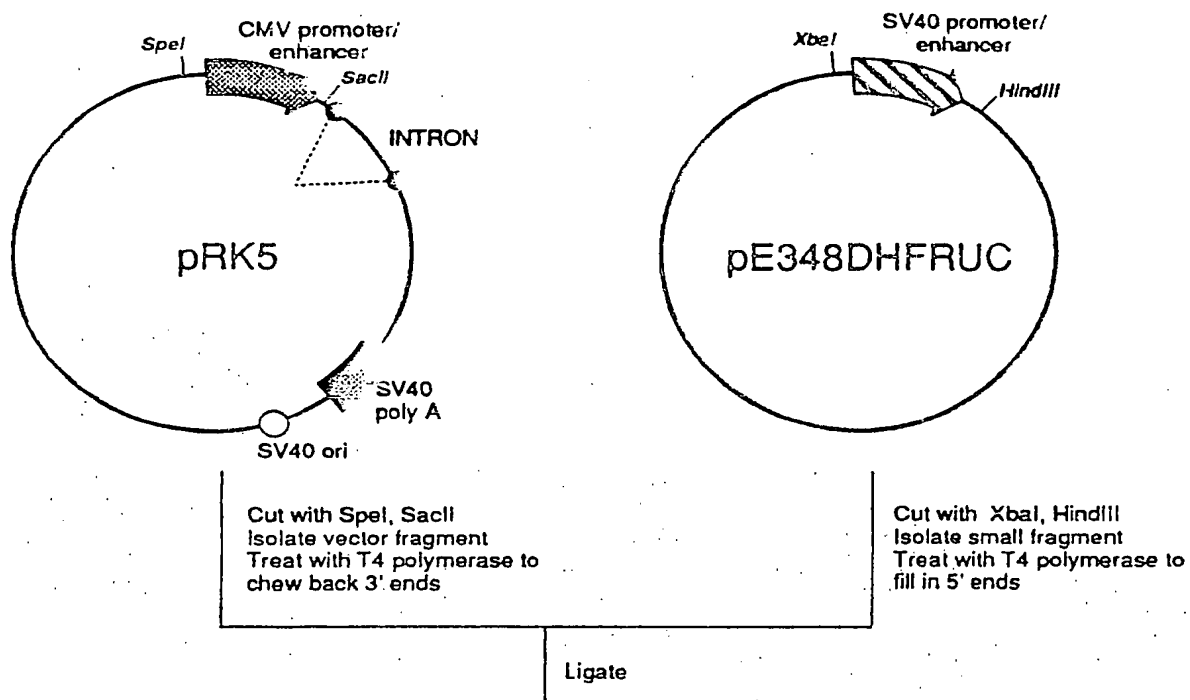 CMV promoter/
enhancer
SpeI
SacII
INTRON
pRK5
SV40
poly A
SV40 ori
SV40 promoter/
enhancer
XbaI
HindIII
pE348DHFRUC
Cut with SpeI, SacII
Isolate vector fragment
Treat with T4 polymerase to
chew back 3' ends
Cut with XbaI, HindIII
Isolate small fragment
Treat with T4 polymerase to
fill in 5' ends
Ligate